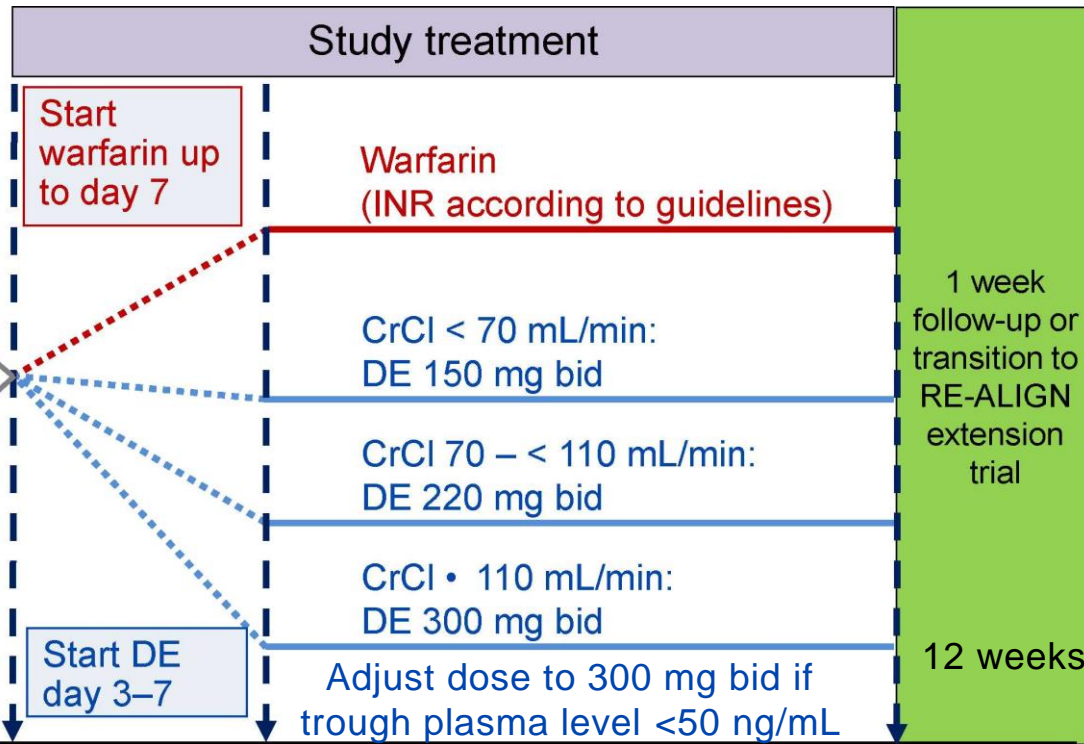 Study treatment
Start
warfarin up
to day 7
Warfarin
(INR according to guidelines)
CrCl < 70 mL/min:
DE 150 mg bid
CrCl 70 – < 110 mL/min:
DE 220 mg bid
CrCl • 110 mL/min:
DE 300 mg bid
Start DE
day 3–7
Adjust dose to 300 mg bid if
trough plasma level <50 ng/mL
1 week
follow-up or
transition to
RE-ALIGN
extension
trial
12 weeks